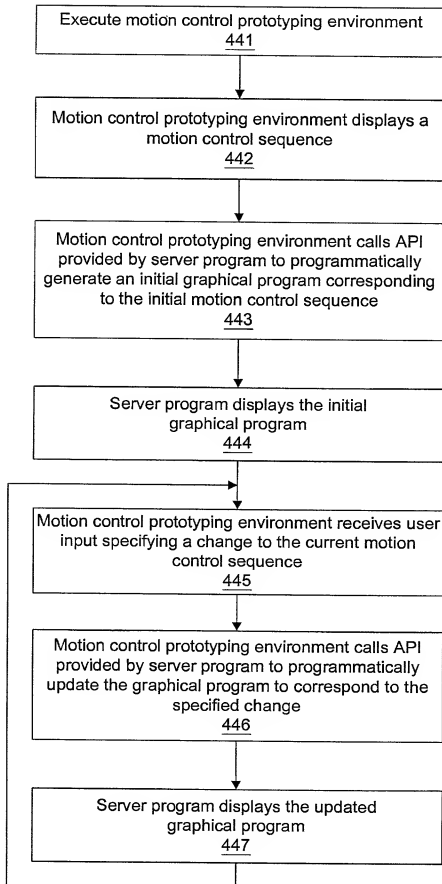 Execute motion control prototyping environment
441
Motion control prototyping environment displays a
motion control sequence
442
Motion control prototyping environment calls API
provided by server program to programmatically
generate an initial graphical program corresponding
to the initial motion control sequence
443
Server program displays the initial
graphical program
444
Motion control prototyping environment receives user
input specifying a change to the current motion
control sequence
445
Motion control prototyping environment calls API
provided by server program to programmatically
update the graphical program to correspond to the
specified change
446
Server program displays the updated
graphical program
447